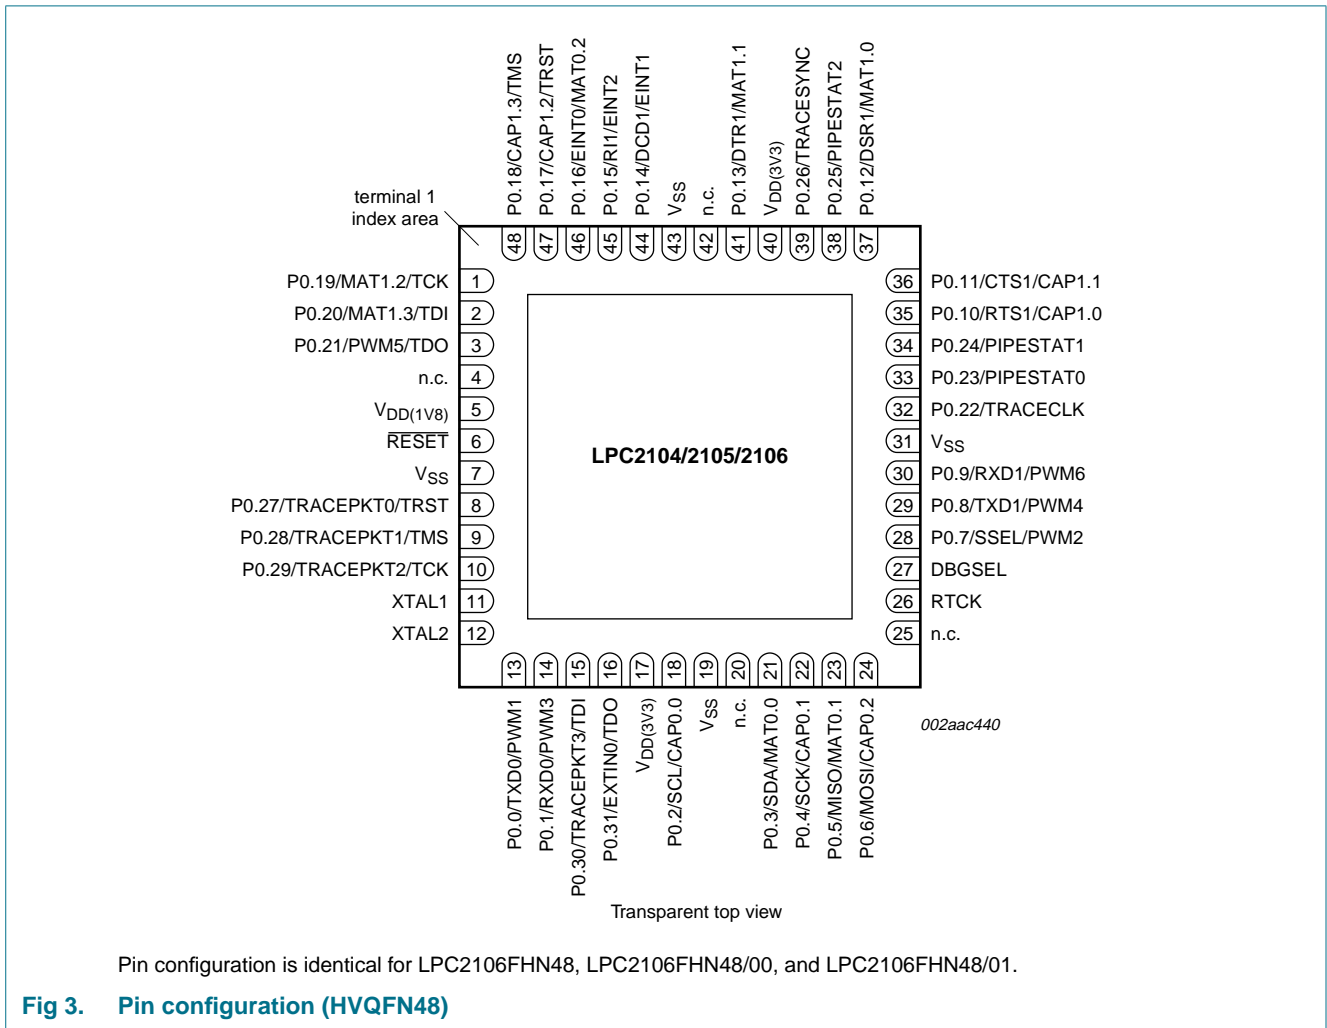 P0.18/CAP1.3/TMS
P0.17/CAP1.2/TRST
P0.16/EINT0/MAT0.2
P0.15/RI1/EINT2
P0.14/DCD1/EINT1
VSS
n.c.
P0.13/DTR1/MAT1.1
VDD(3V3)
P0.26/TRACESYNC
P0.25/PIPESTAT2
P0.12/DSR1/MAT1.0
terminal 1
index area
48 47 46 45 44 43 42 41 40 39 38 37
P0.19/MAT1.2/TCK 1
P0.20/MAT1.3/TDI 2
P0.21/PWM5/TDO 3
n.c. 4
VDD(1V8) 5
RESET 6
VSS 7
P0.27/TRACEPKT0/TRST 8
P0.28/TRACEPKT1/TMS 9
P0.29/TRACEPKT2/TCK 10
XTAL1 11
XTAL2 12
LPC2104/2105/2106
36 P0.11/CTS1/CAP1.1
35 P0.10/RTS1/CAP1.0
34 P0.24/PIPESTAT1
33 P0.23/PIPESTAT0
32 P0.22/TRACECLK
31 VSS
30 P0.9/RXD1/PWM6
29 P0.8/TXD1/PWM4
28 P0.7/SSEL/PWM2
27 DBGSEL
26 RTCK
25 n.c.
13 14 15 16 17 18 19 20 21 22 23 24
P0.0/TXD0/PWM1
P0.1/RXD0/PWM3
P0.30/TRACEPKT3/TDI
P0.31/EXTIN0/TDO
VDD(3V3)
P0.2/SCL/CAP0.0
VSS
n.c.
P0.3/SDA/MAT0.0
P0.4/SCK/CAP0.1
P0.5/MISO/MAT0.1
P0.6/MOSI/CAP0.2
002aac440
Transparent top view
Pin configuration is identical for LPC2106FHN48, LPC2106FHN48/00, and LPC2106FHN48/01.
Fig 3. Pin configuration (HVQFN48)